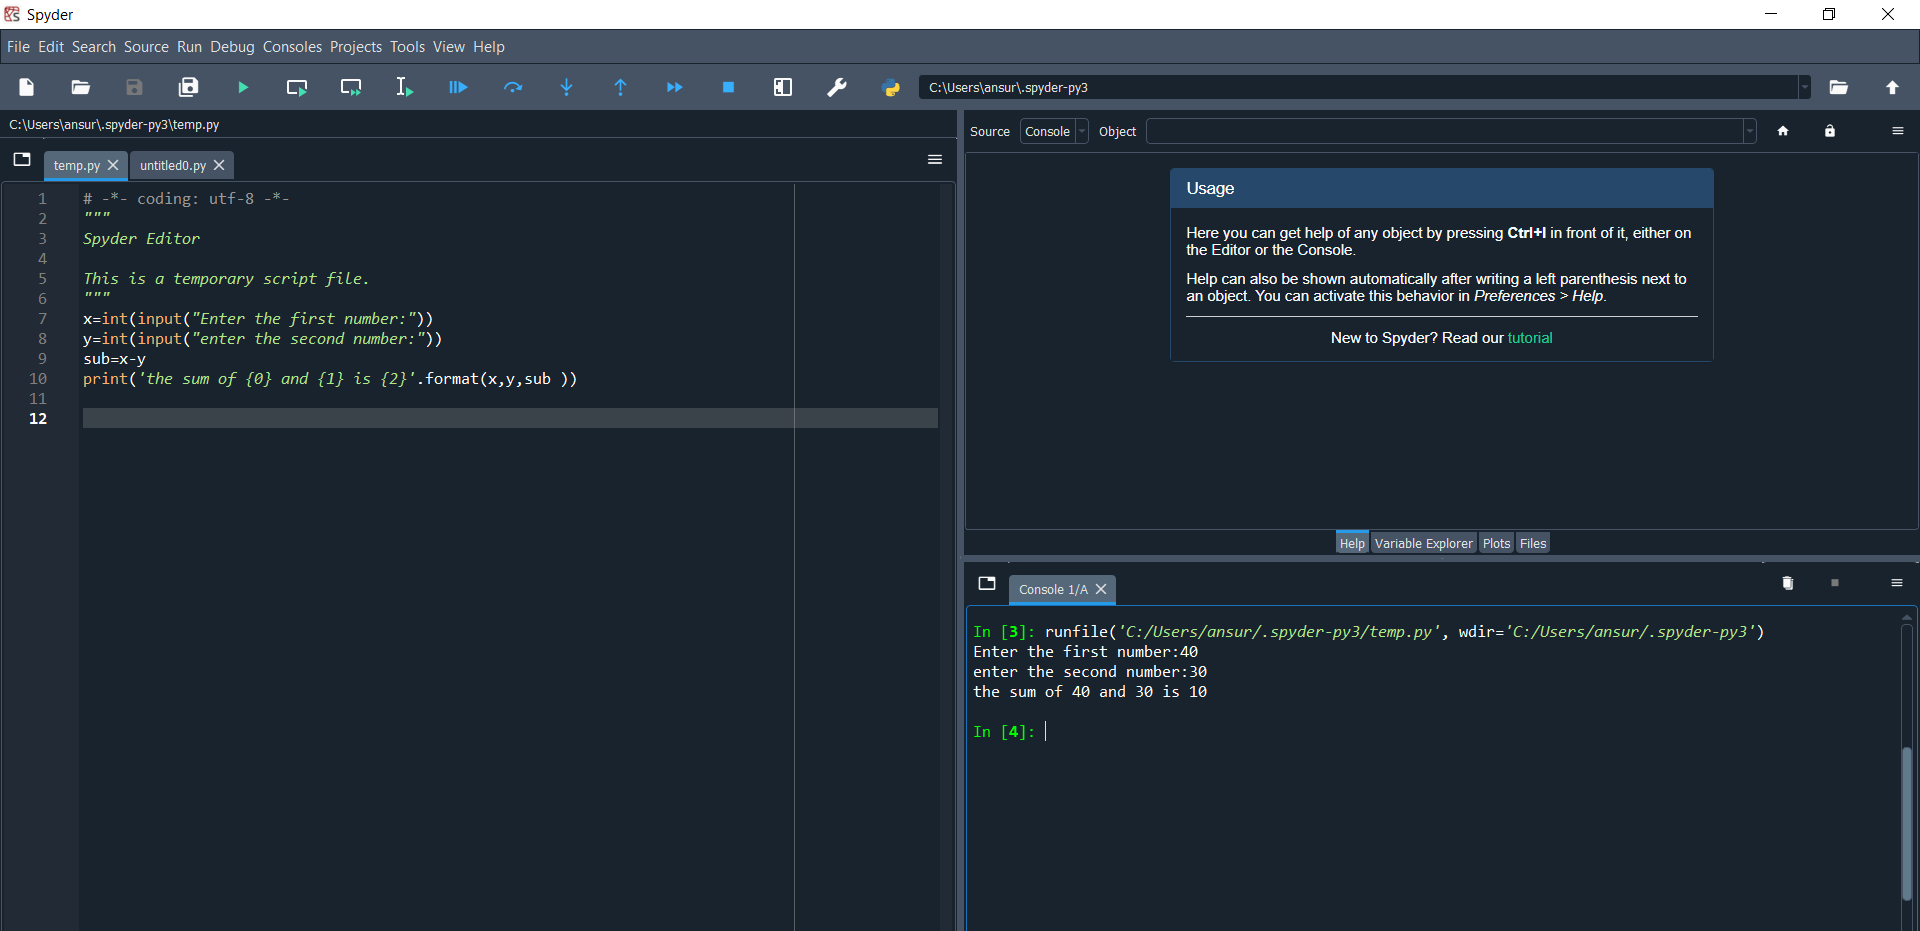 Spyder
File Edit Search Source Run Debug Consoles Projects Tools View Help
C:\Users\ansur\.spyder-py3
C:\Users\ansur\.spyder-py3\temp.py
temp.py
untitled0.py
1 # -*- coding: utf-8 -*-
2 """
3 Spyder Editor
4
5 This is a temporary script file.
6 """
7 x=int(input("Enter the first number:"))
8 y=int(input("enter the second number:"))
9 sub=x-y
10 print('the sum of {0} and {1} is {2}'.format(x,y,sub ))
11
12
Source Console Object
Usage
Here you can get help of any object by pressing Ctrl+I in front of it, either on
the Editor or the Console.
Help can also be shown automatically after writing a left parenthesis next to
an object. You can activate this behavior in Preferences > Help.
New to Spyder? Read our tutorial
Help Variable Explorer Plots Files
Console 1/A
In [3]: runfile('C:/Users/ansur/.spyder-py3/temp.py', wdir='C:/Users/ansur/.spyder-py3')
Enter the first number:40
enter the second number:30
the sum of 40 and 30 is 10
In [4]: